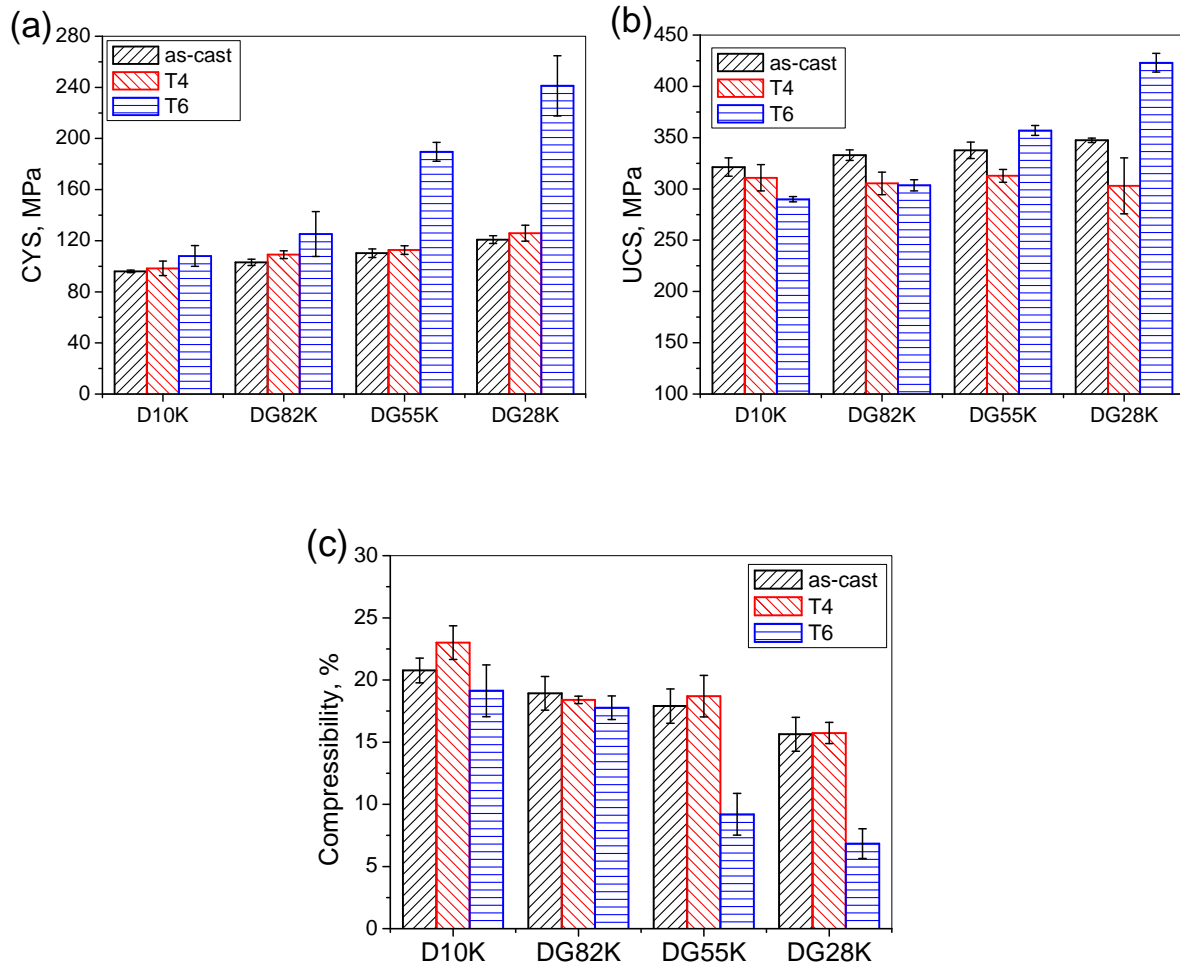 (a)
280
240
200
160
120
80
40
0
CYS, MPa
as-cast
T4
T6
D10K DG82K DG55K DG28K
(b)
450
400
350
300
250
200
150
100
UCS, MPa
as-cast
T4
T6
D10K DG82K DG55K DG28K
(c)
30
25
20
15
10
5
0
Compressibility, %
as-cast
T4
T6
D10K DG82K DG55K DG28K